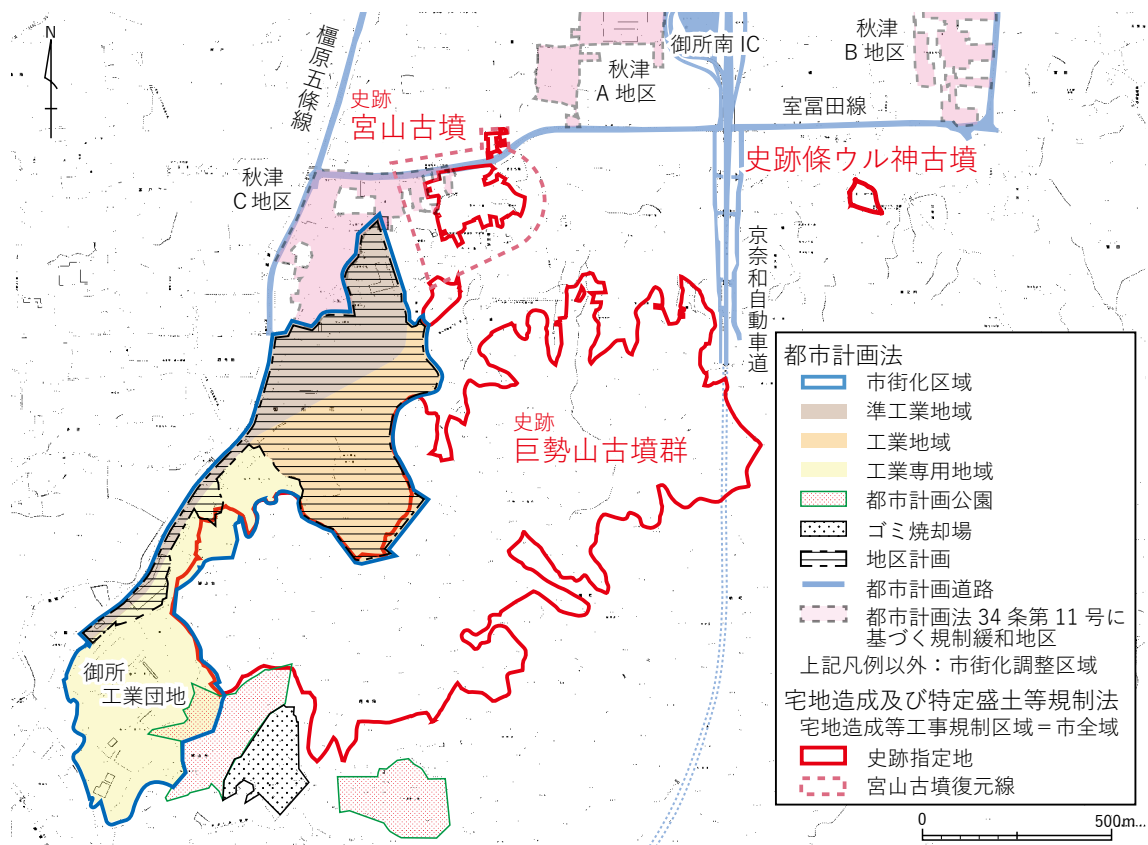 N
橿原五條線
秋津
A 地区
御所南 IC
秋津
B 地区
室冨田線
史跡
宮山古墳
史跡條ウル神古墳
秋津
C 地区
京奈和自動車道
史跡
巨勢山古墳群
御所
工業団地
都市計画法
市街化区域
準工業地域
工業地域
工業専用地域
都市計画公園
ゴミ焼却場
地区計画
都市計画道路
都市計画法 34 条第 11 号に
基づく規制緩和地区
上記凡例以外：市街化調整区域
宅地造成及び特定盛土等規制法
宅地造成等工事規制区域＝市全域
史跡指定地
宮山古墳復元線
0 500m...